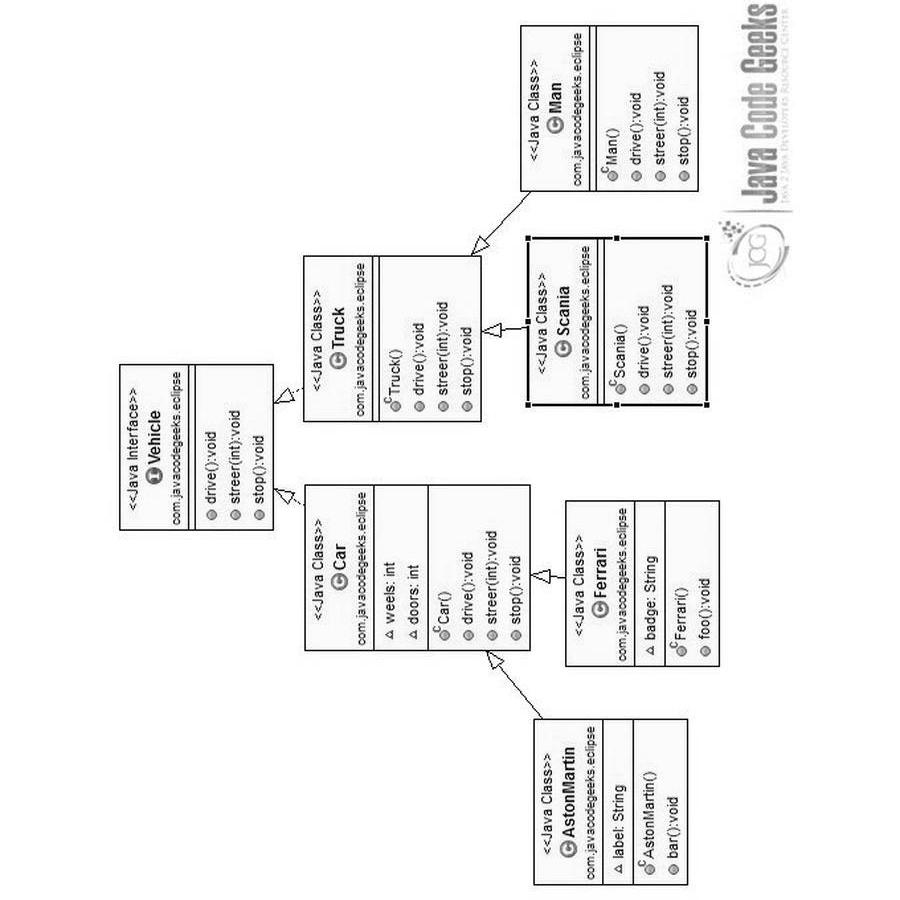 <<Java Interface>>
Vehicle
com.javacodegeeks.eclipse
drive():void
streer(int):void
stop():void
<<Java Class>>
Car
com.javacodegeeks.eclipse
weels: int
doors: int
Car()
drive():void
streer(int):void
stop():void
<<Java Class>>
Truck
com.javacodegeeks.eclipse
Truck()
drive():void
streer(int):void
stop():void
<<Java Class>>
AstonMartin
com.javacodegeeks.eclipse
label: String
AstonMartin()
bar():void
<<Java Class>>
Ferrari
com.javacodegeeks.eclipse
badge: String
Ferrari()
foo():void
<<Java Class>>
Scania
com.javacodegeeks.eclipse
Scania()
drive():void
streer(int):void
stop():void
<<Java Class>>
Man
com.javacodegeeks.eclipse
Man()
drive():void
streer(int):void
stop():void
JCG
Java Code Geeks
JAVA 2 JAVA DEVELOPERS RESOURCE CENTER